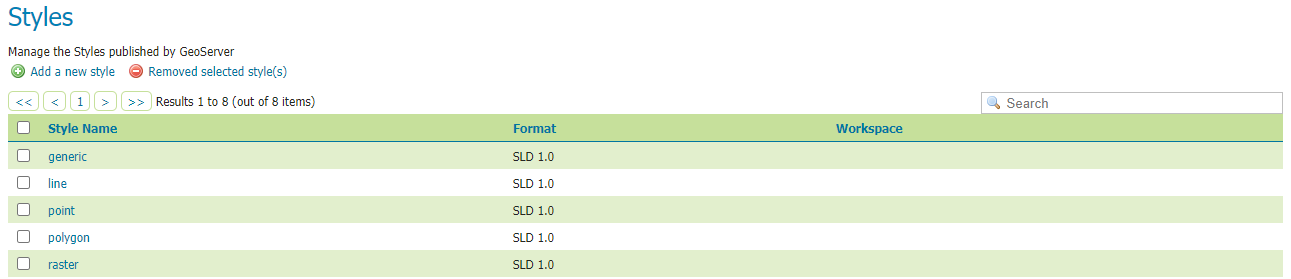 Styles
Manage the Styles published by GeoServer
Add a new style Removed selected style(s)
<< < 1 > >> Results 1 to 8 (out of 8 items) Search
Style Name Format Workspace
generic SLD 1.0
line SLD 1.0
point SLD 1.0
polygon SLD 1.0
raster SLD 1.0